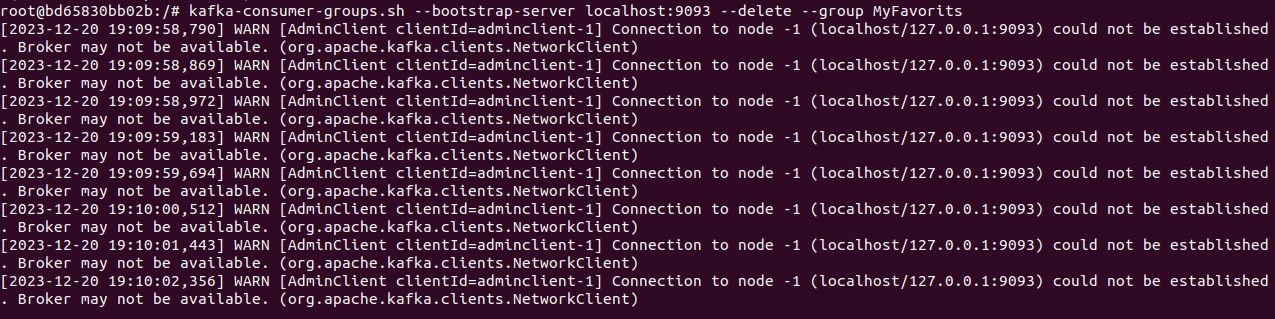 root@bd65830bb02b:/# kafka-consumer-groups.sh --bootstrap-server localhost:9093 --delete --group MyFavorits
[2023-12-20 19:09:58,790] WARN [AdminClient clientId=adminclient-1] Connection to node -1 (localhost/127.0.0.1:9093) could not be established
. Broker may not be available. (org.apache.kafka.clients.NetworkClient)
[2023-12-20 19:09:58,869] WARN [AdminClient clientId=adminclient-1] Connection to node -1 (localhost/127.0.0.1:9093) could not be established
. Broker may not be available. (org.apache.kafka.clients.NetworkClient)
[2023-12-20 19:09:58,972] WARN [AdminClient clientId=adminclient-1] Connection to node -1 (localhost/127.0.0.1:9093) could not be established
. Broker may not be available. (org.apache.kafka.clients.NetworkClient)
[2023-12-20 19:09:59,183] WARN [AdminClient clientId=adminclient-1] Connection to node -1 (localhost/127.0.0.1:9093) could not be established
. Broker may not be available. (org.apache.kafka.clients.NetworkClient)
[2023-12-20 19:09:59,694] WARN [AdminClient clientId=adminclient-1] Connection to node -1 (localhost/127.0.0.1:9093) could not be established
. Broker may not be available. (org.apache.kafka.clients.NetworkClient)
[2023-12-20 19:10:00,512] WARN [AdminClient clientId=adminclient-1] Connection to node -1 (localhost/127.0.0.1:9093) could not be established
. Broker may not be available. (org.apache.kafka.clients.NetworkClient)
[2023-12-20 19:10:01,443] WARN [AdminClient clientId=adminclient-1] Connection to node -1 (localhost/127.0.0.1:9093) could not be established
. Broker may not be available. (org.apache.kafka.clients.NetworkClient)
[2023-12-20 19:10:02,356] WARN [AdminClient clientId=adminclient-1] Connection to node -1 (localhost/127.0.0.1:9093) could not be established
. Broker may not be available. (org.apache.kafka.clients.NetworkClient)